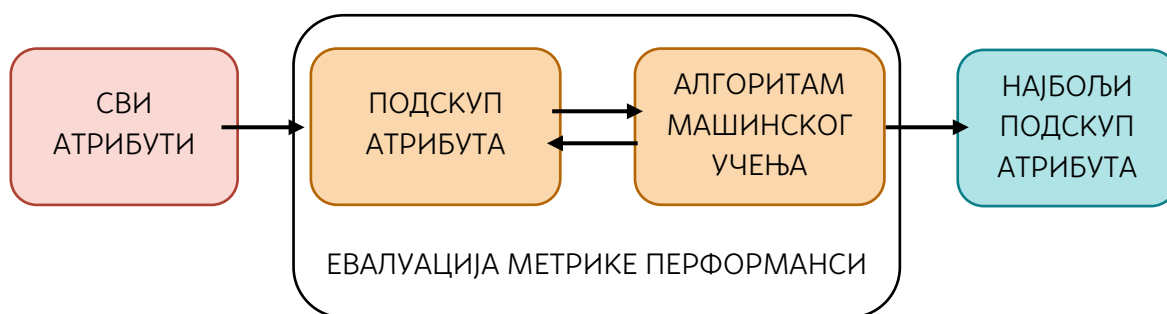 СВИ
АТРИБУТИ
ПОДСКУП
АТРИБУТА
АЛГОРИТАМ
МАШИНСКОГ
УЧЕЊА
НАЈБОЉИ
ПОДСКУП
АТРИБУТА
ЕВАЛУАЦИЈА МЕТРИКЕ ПЕРФОРМАНСИ